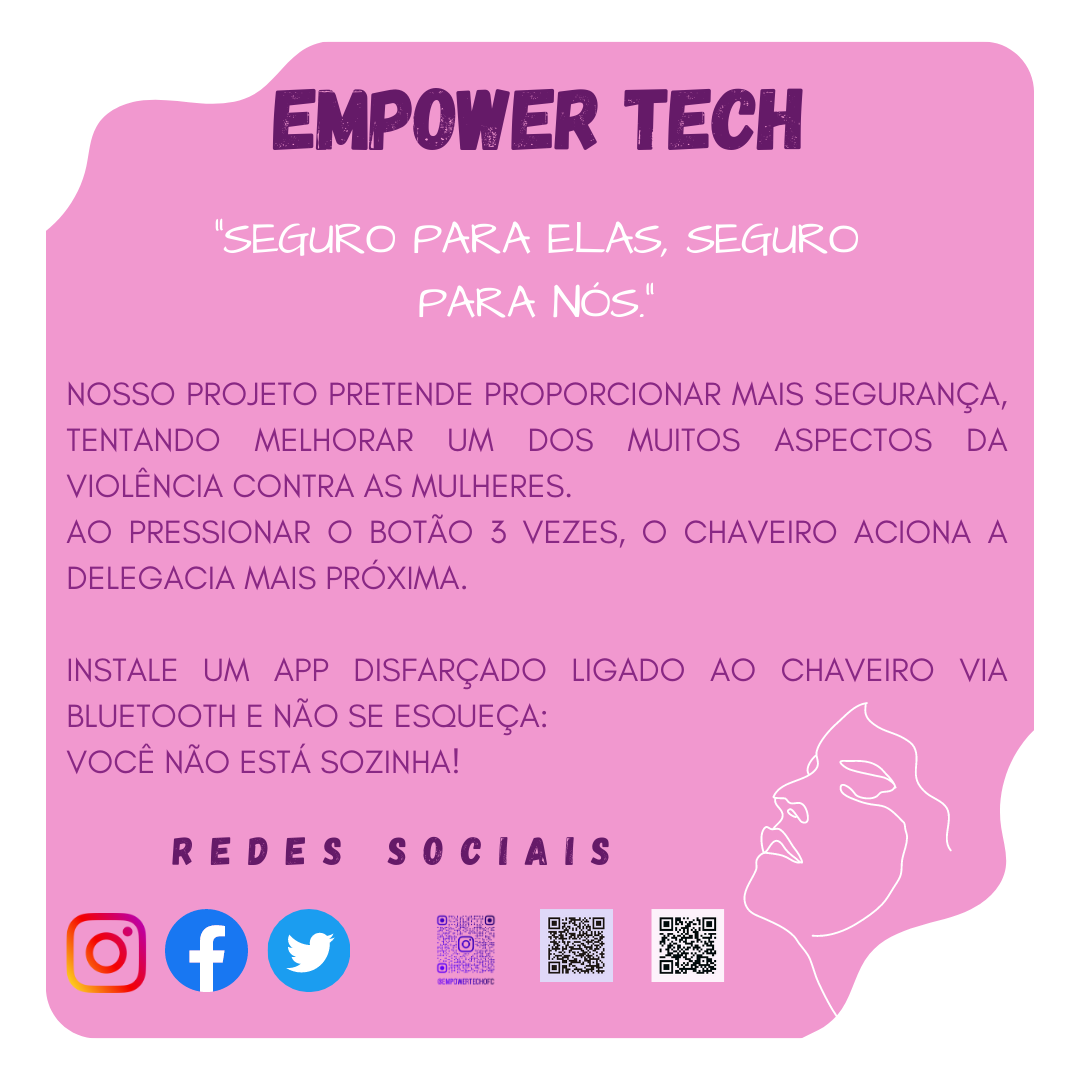 EMPOWER TECH
"SEGURO PARA ELAS, SEGURO
PARA NÓS."
NOSSO PROJETO PRETENDE PROPORCIONAR MAIS SEGURANÇA,
TENTANDO MELHORAR UM DOS MUITOS ASPECTOS DA
VIOLÊNCIA CONTRA AS MULHERES.
AO PRESSIONAR O BOTÃO 3 VEZES, O CHAVEIRO ACIONA A
DELEGACIA MAIS PRÓXIMA.
INSTALE UM APP DISFARÇADO LIGADO AO CHAVEIRO VIA
BLUETOOTH E NÃO SE ESQUEÇA:
VOCÊ NÃO ESTÁ SOZINHA!
REDES SOCIAIS
@EMPOWERTECHOFC